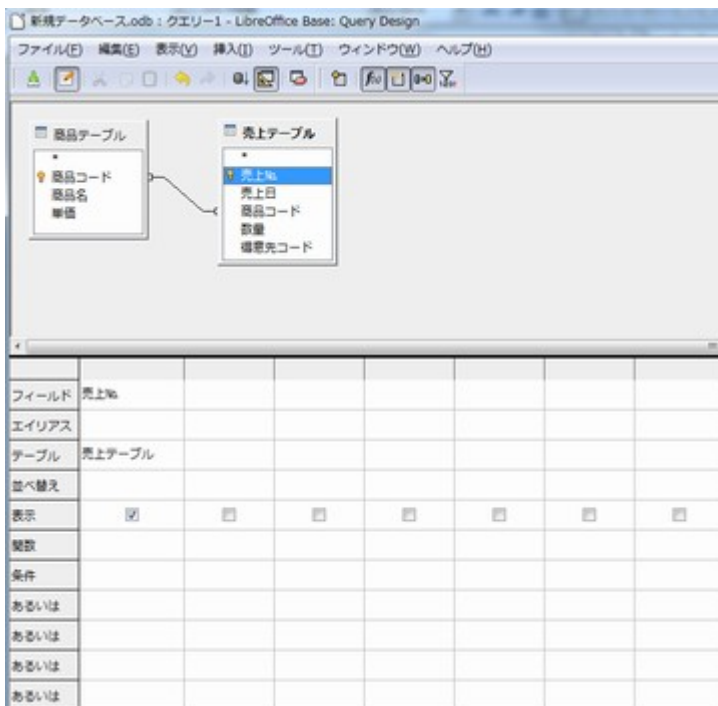 新規データベース.odb : クエリー1 - LibreOffice Base: Query Design
ファイル(F) 編集(E) 表示(V) 挿入(I) ツール(T) ウィンドウ(W) ヘルプ(H)
商品テーブル
*
商品コード
商品名
単価
売上テーブル
*
売上№
売上日
商品コード
数量
得意先コード
フィールド 売上№
エイリアス
テーブル 売上テーブル
並べ替え
表示
関数
条件
あるいは
あるいは
あるいは
あるいは